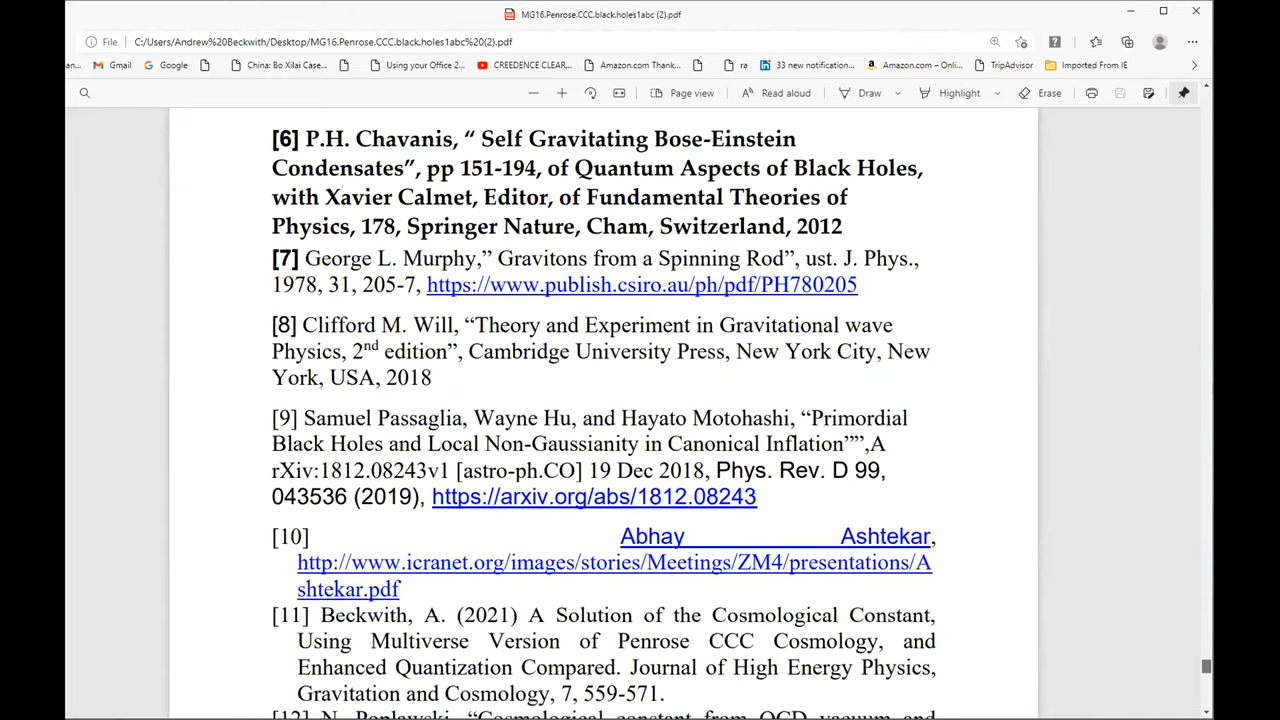 MG16.Penrose.CCC.black.holes1abc (2).pdf
File C:/Users/Andrew%20Beckwith/Desktop/MG16.Penrose.CCC.black.holes1abc%20(2).pdf
an... Gmail Google China: Bo Xilai Case... Using your Office 2... CREEDENCE CLEAR... Amazon.com Thank... ra 33 new notification... Amazon.com – Onli... TripAdvisor Imported From IE
Page view Read aloud Draw Highlight Erase
[6] P.H. Chavanis, “ Self Gravitating Bose-Einstein
Condensates”, pp 151-194, of Quantum Aspects of Black Holes,
with Xavier Calmet, Editor, of Fundamental Theories of
Physics, 178, Springer Nature, Cham, Switzerland, 2012
[7] George L. Murphy,” Gravitons from a Spinning Rod”, ust. J. Phys.,
1978, 31, 205-7, https://www.publish.csiro.au/ph/pdf/PH780205
[8] Clifford M. Will, “Theory and Experiment in Gravitational wave
Physics, 2nd edition”, Cambridge University Press, New York City, New
York, USA, 2018
[9] Samuel Passaglia, Wayne Hu, and Hayato Motohashi, “Primordial
Black Holes and Local Non-Gaussianity in Canonical Inflation””,A
rXiv:1812.08243v1 [astro-ph.CO] 19 Dec 2018, Phys. Rev. D 99,
043536 (2019), https://arxiv.org/abs/1812.08243
[10] Abhay Ashtekar,
http://www.icranet.org/images/stories/Meetings/ZM4/presentations/A
shtekar.pdf
[11] Beckwith, A. (2021) A Solution of the Cosmological Constant,
Using Multiverse Version of Penrose CCC Cosmology, and
Enhanced Quantization Compared. Journal of High Energy Physics,
Gravitation and Cosmology, 7, 559-571.
[12] N. Poplawski, “Cosmological constant from QCD vacuum and